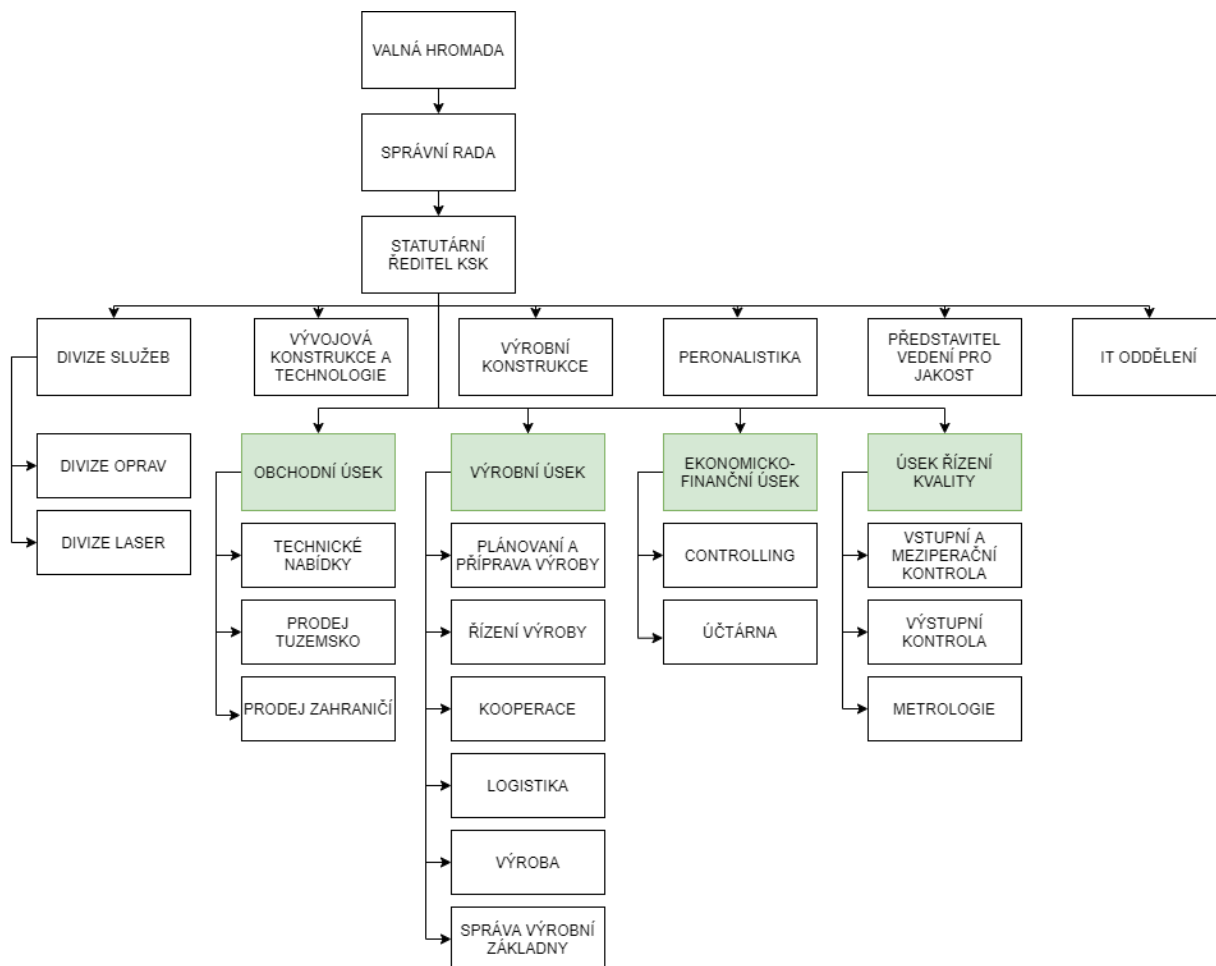 VALNÁ HROMADA
SPRÁVNÍ RADA
STATUTÁRNÍ
ŘEDITEL KSK
DIVIZE SLUŽEB
VÝVOJOVÁ
KONSTRUKCE A
TECHNOLOGIE
VÝROBNÍ
KONSTRUKCE
PERONALISTIKA
PŘEDSTAVITEL
VEDENÍ PRO
JAKOST
IT ODDĚLENÍ
DIVIZE OPRAV
DIVIZE LASER
OBCHODNÍ ÚSEK
TECHNICKÉ
NABÍDKY
PRODEJ
TUZEMSKO
PRODEJ ZAHRANIČÍ
VÝROBNÍ ÚSEK
PLÁNOVANÍ A
PŘÍPRAVA VÝROBY
ŘÍZENÍ VÝROBY
KOOPERACE
LOGISTIKA
VÝROBA
SPRÁVA VÝROBNÍ
ZÁKLADNY
EKONOMICKO-
FINANČNÍ ÚSEK
CONTROLLING
ÚČTÁRNA
ÚSEK ŘÍZENÍ
KVALITY
VSTUPNÍ A
MEZIPERAČNÍ
KONTROLA
VÝSTUPNÍ
KONTROLA
METROLOGIE